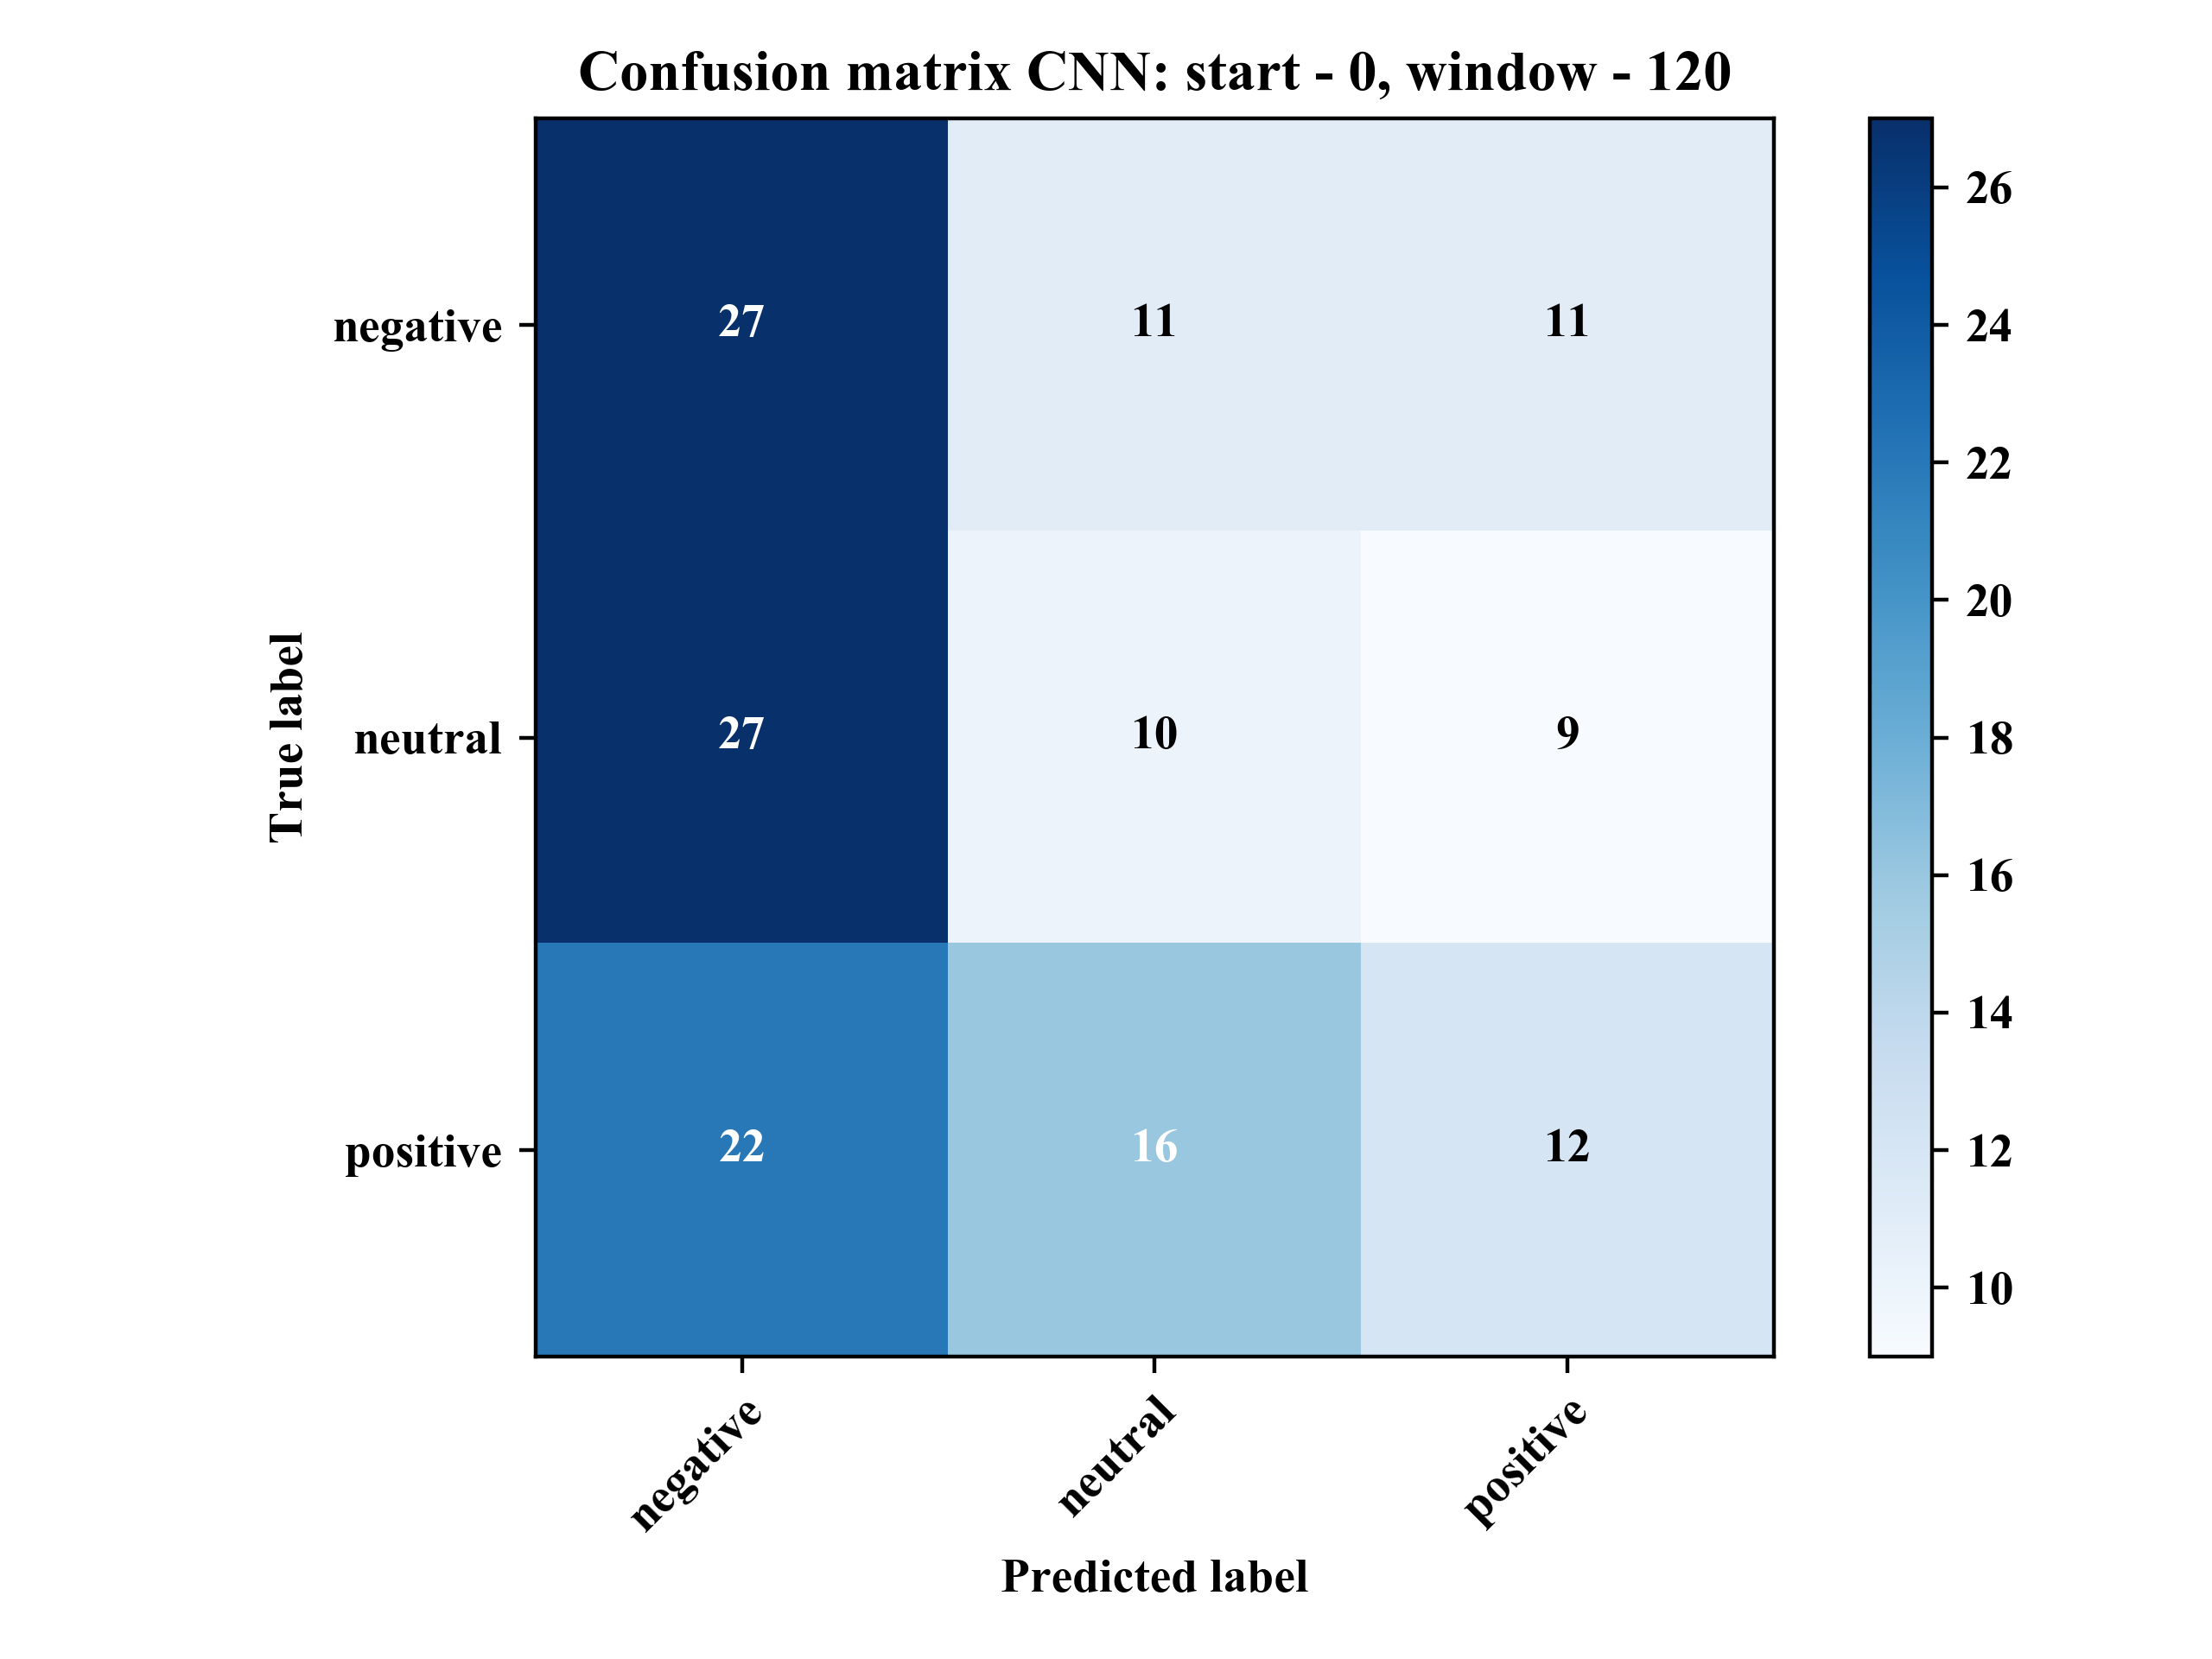 Confusion matrix CNN: start - 0, window - 120
True label
negative
27
11
11
neutral
27
10
9
positive
22
16
12
negative
neutral
positive
Predicted label
26
24
22
20
18
16
14
12
10